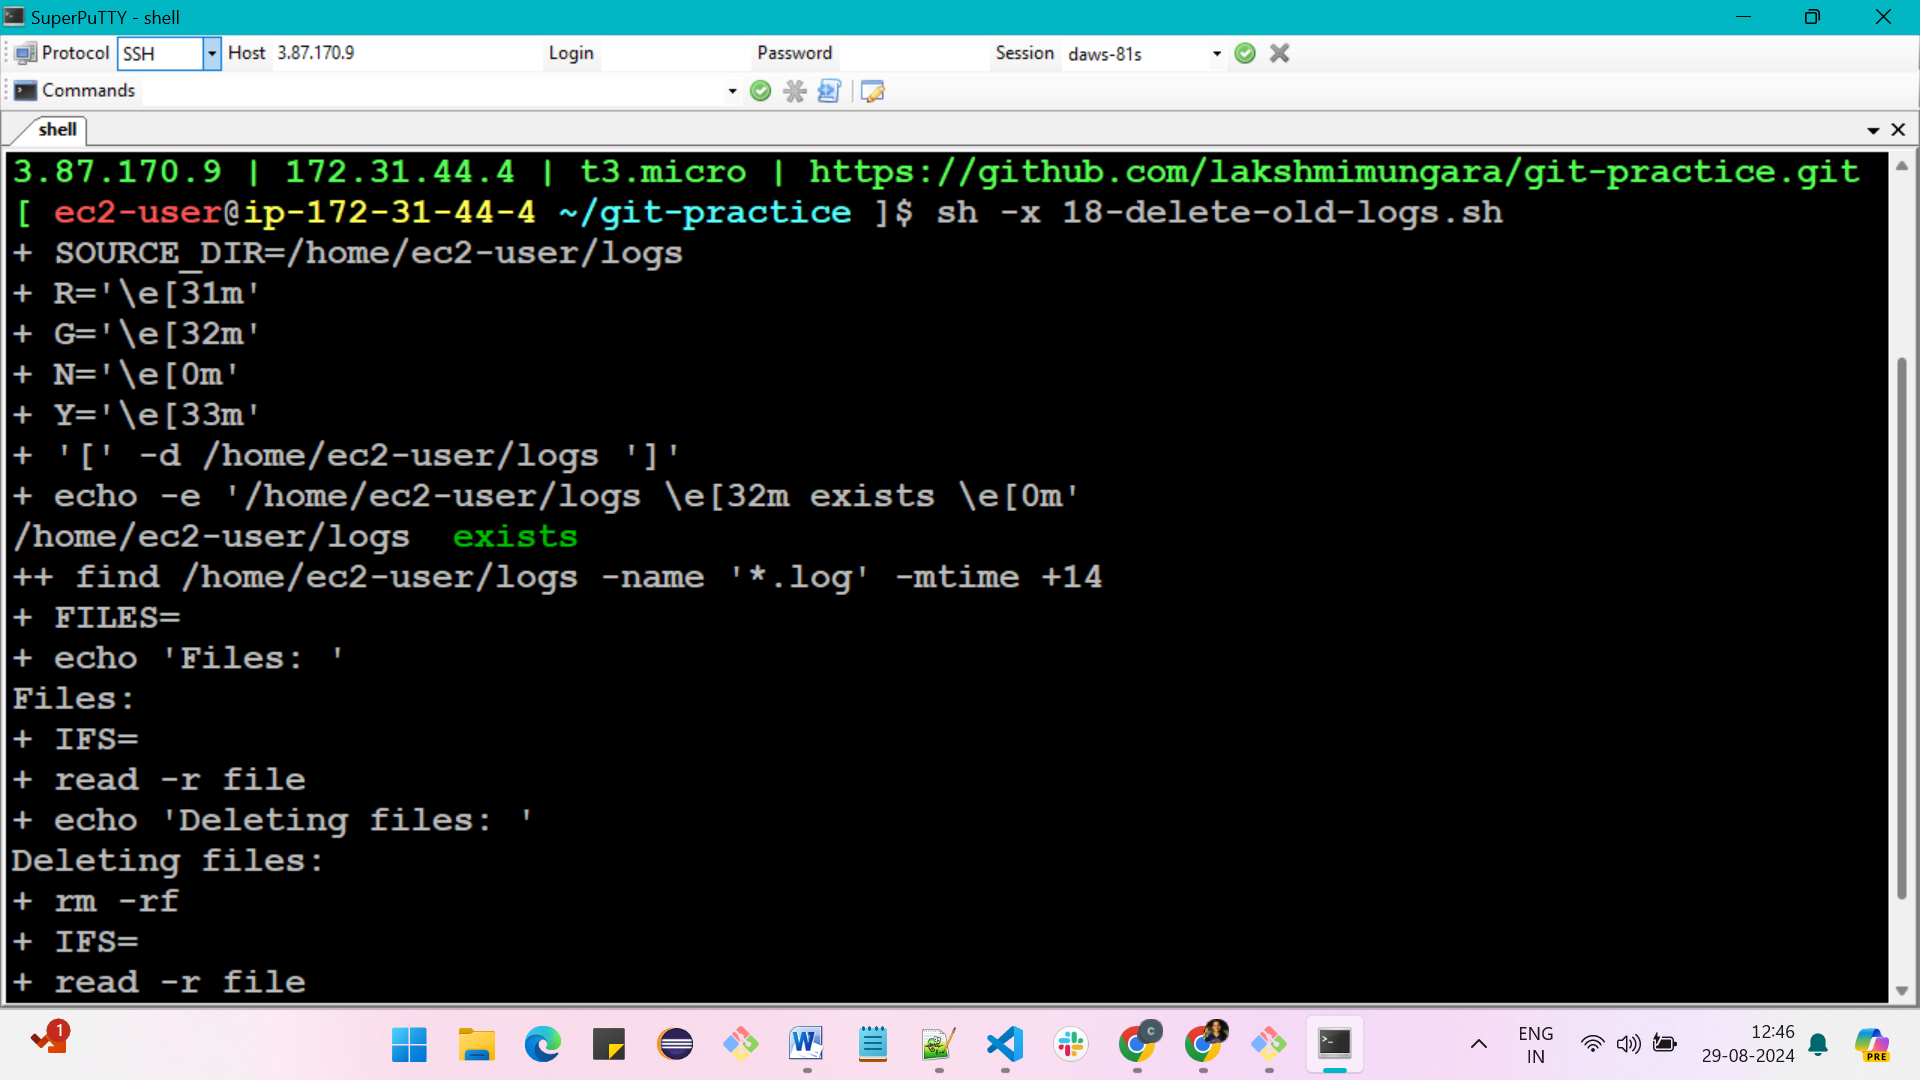 SuperPuTTY - shell
Protocol SSH Host 3.87.170.9 Login Password Session daws-81s
Commands
shell
3.87.170.9 | 172.31.44.4 | t3.micro | https://github.com/lakshmimungara/git-practice.git
[ ec2-user@ip-172-31-44-4 ~/git-practice ]$ sh -x 18-delete-old-logs.sh
+ SOURCE_DIR=/home/ec2-user/logs
+ R='\e[31m'
+ G='\e[32m'
+ N='\e[0m'
+ Y='\e[33m'
+ '[' -d /home/ec2-user/logs ']'
+ echo -e '/home/ec2-user/logs \e[32m exists \e[0m'
/home/ec2-user/logs  exists
++ find /home/ec2-user/logs -name '*.log' -mtime +14
+ FILES=
+ echo 'Files: '
Files:
+ IFS=
+ read -r file
+ echo 'Deleting files: '
Deleting files:
+ rm -rf
+ IFS=
+ read -r file
1
W
C
ENG
IN
12:46
29-08-2024
PRE